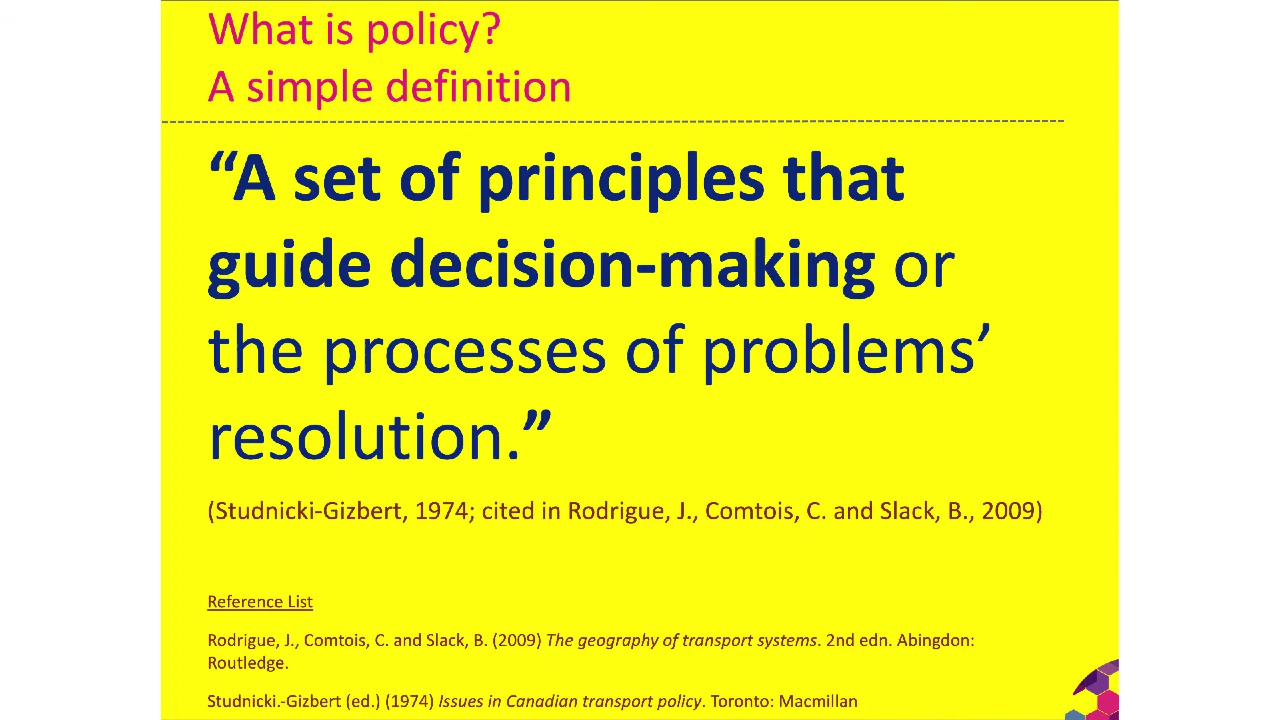 What is policy?
A simple definition
“A set of principles that
guide decision-making or
the processes of problems’
resolution.”
(Studnicki-Gizbert, 1974; cited in Rodrigue, J., Comtois, C. and Slack, B., 2009)
Reference List
Rodrigue, J., Comtois, C. and Slack, B. (2009) The geography of transport systems. 2nd edn. Abingdon:
Routledge.
Studnicki.-Gizbert (ed.) (1974) Issues in Canadian transport policy. Toronto: Macmillan